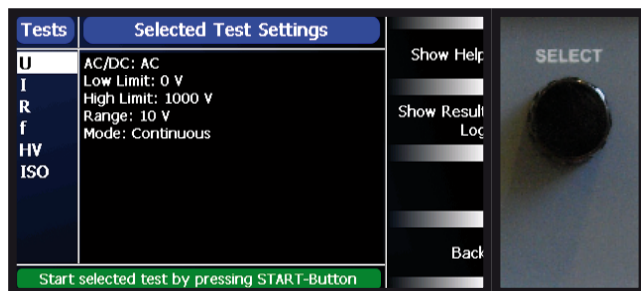 Tests
Selected Test Settings
U
I
R
f
HV
ISO
AC/DC: AC
Low Limit: 0 V
High Limit: 1000 V
Range: 10 V
Mode: Continuous
Start selected test by pressing START-Button
Show Help
Show Result
Log
Back
SELECT